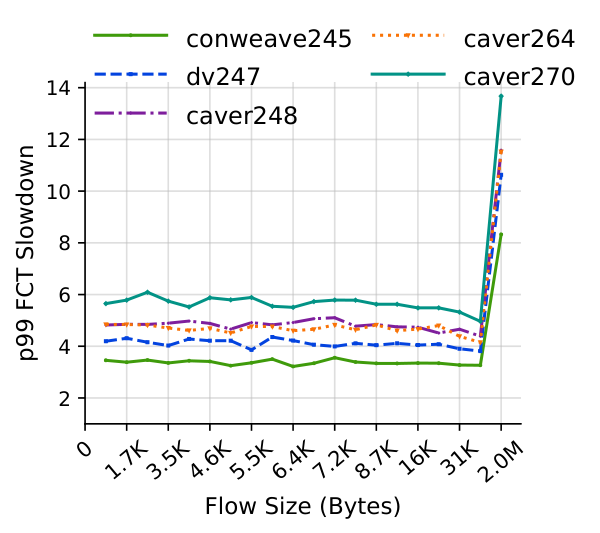 conweave245
caver264
dv247
caver270
caver248
14
12
10
8
6
4
2
p99 FCT Slowdown
0 1.7K 3.5K 4.6K 5.5K 6.4K 7.2K 8.7K 16K 31K 2.0M
Flow Size (Bytes)